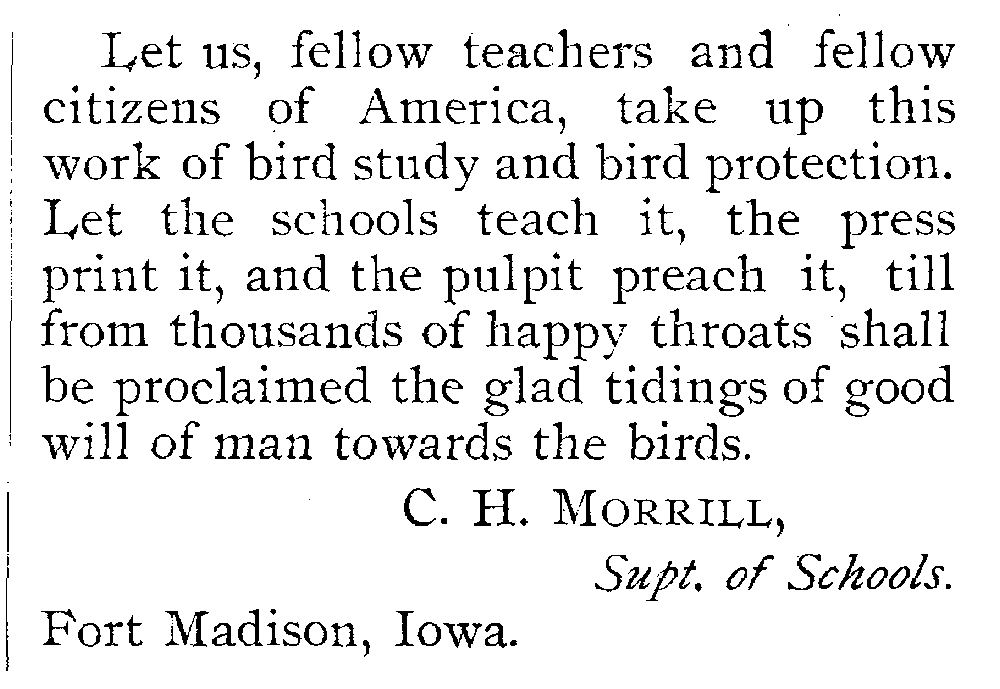 Let us, fellow teachers and fellow
citizens of America, take up this
work of bird study and bird protection.
Let the schools teach it, the press
print it, and the pulpit preach it, till
from thousands of happy throats shall
be proclaimed the glad tidings of good
will of man towards the birds.
C. H. MORRILL,
Supt. of Schools.
Fort Madison, Iowa.